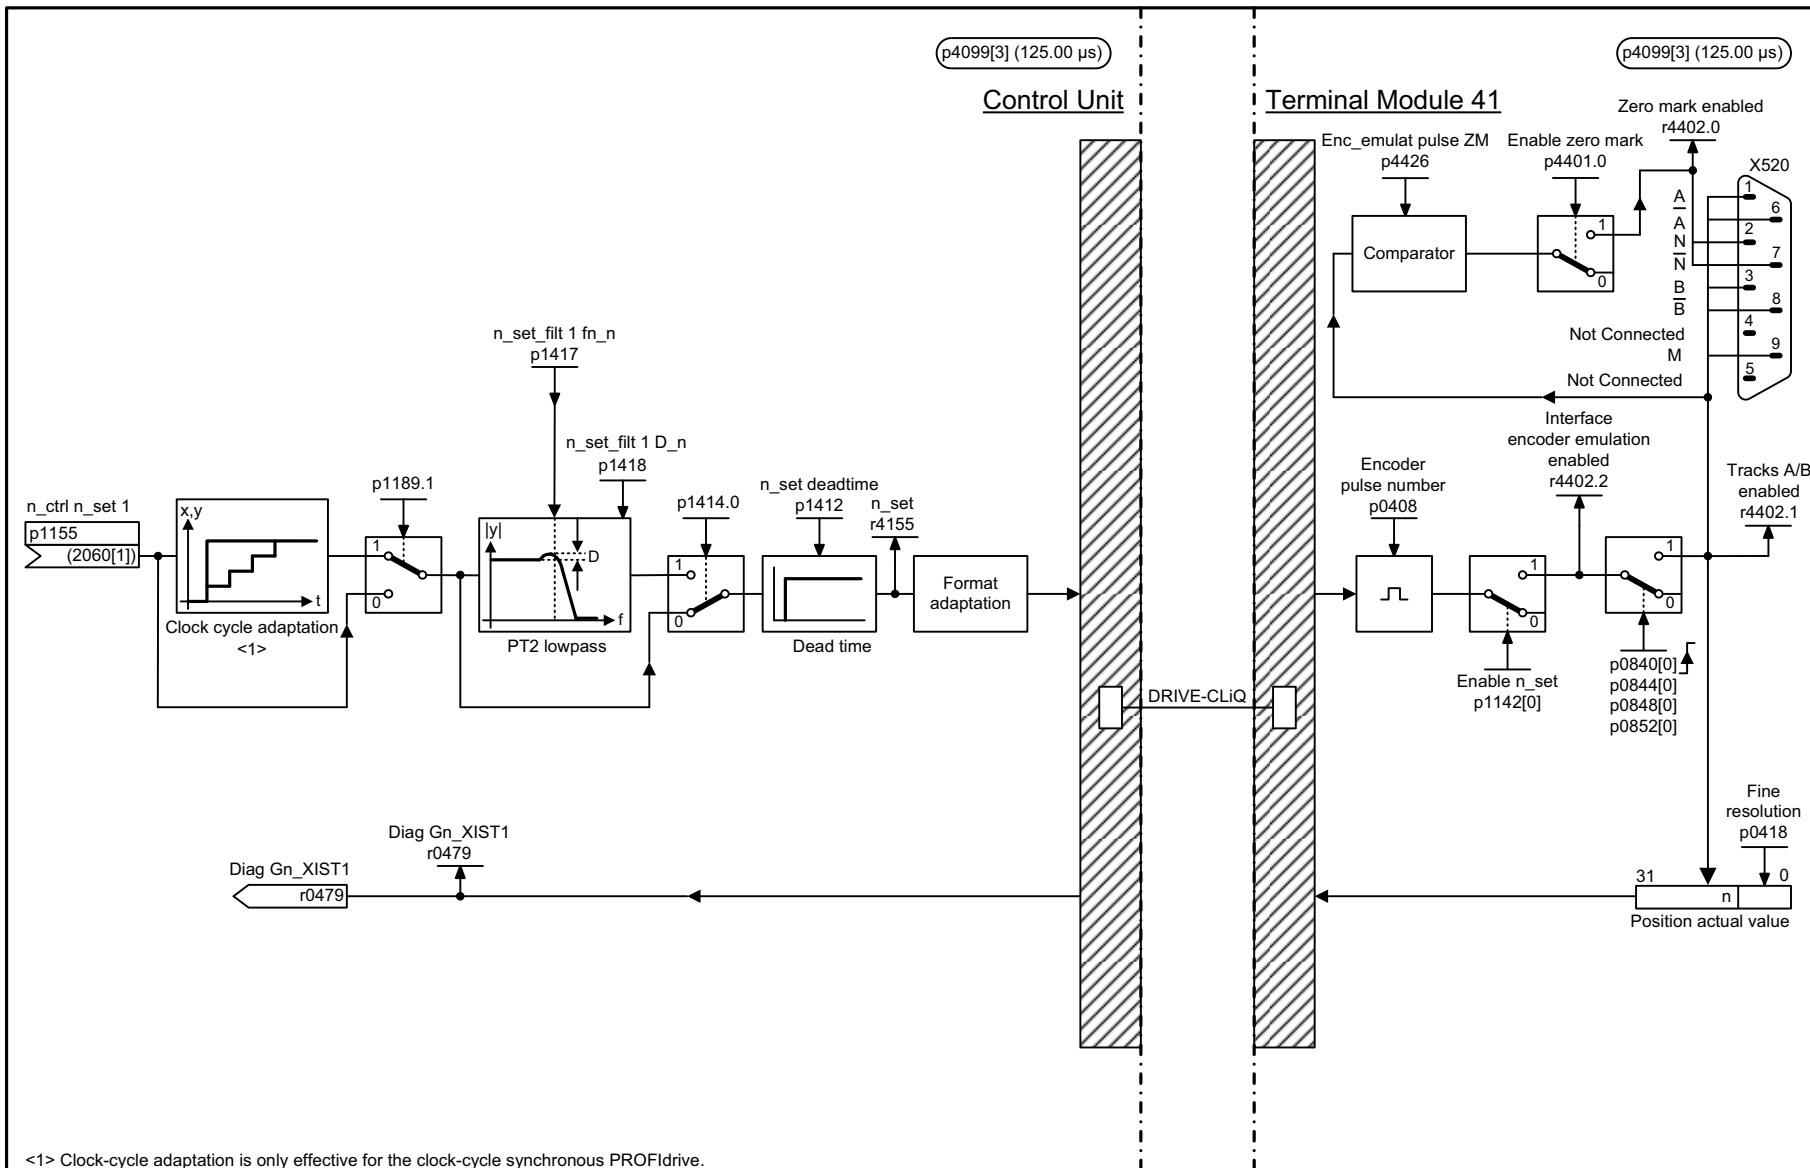 p4099[3] (125.00 µs)
p4099[3] (125.00 µs)
Control Unit
Terminal Module 41
Zero mark enabled
r4402.0
Enc_emulat pulse ZM
p4426
Enable zero mark
p4401.0
X520
Comparator
1
0
A
A
N
N
B
B
Not Connected
M
Not Connected
1
6
2
7
3
8
4
9
5
n_set_filt 1 fn_n
p1417
n_set_filt 1 D_n
p1418
n_ctrl n_set 1
p1155
(2060[1])
x,y
t
Clock cycle adaptation
<1>
p1189.1
1
0
|y|
D
f
PT2 lowpass
p1414.0
1
0
n_set deadtime
p1412
Dead time
n_set
r4155
Format
adaptation
DRIVE-CLiQ
Encoder
pulse number
p0408
Interface
encoder emulation
enabled
r4402.2
1
0
Enable n_set
p1142[0]
1
0
p0840[0]
p0844[0]
p0848[0]
p0852[0]
Tracks A/B
enabled
r4402.1
Diag Gn_XIST1
r0479
Diag Gn_XIST1
r0479
Fine
resolution
p0418
31
0
n
Position actual value
<1> Clock-cycle adaptation is only effective for the clock-cycle synchronous PROFIdrive.